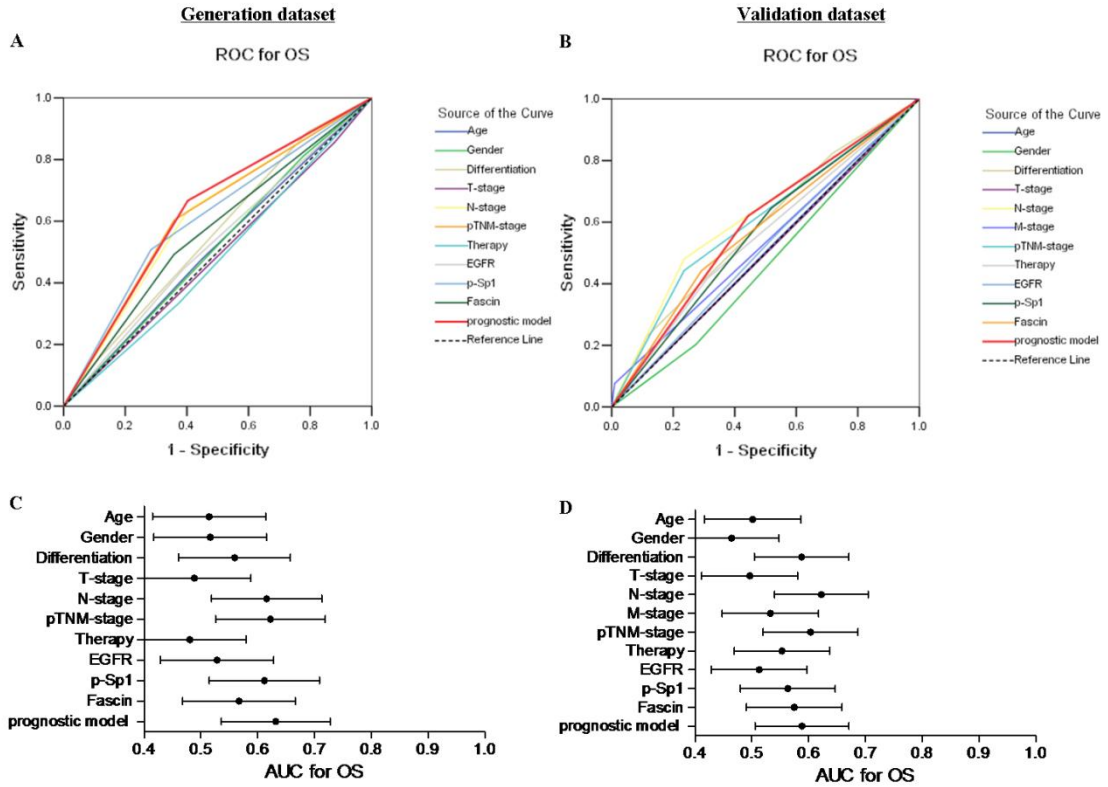 Generation dataset
A
ROC for OS
Sensitivity
1.0
0.8
0.6
0.4
0.2
0.0
0.0 0.2 0.4 0.6 0.8 1.0
1 - Specificity
Source of the Curve
Age
Gender
Differentiation
T-stage
N-stage
pTNM-stage
Therapy
EGFR
p-Sp1
Fascin
prognostic model
Reference Line
Validation dataset
B
ROC for OS
Sensitivity
1.0
0.8
0.6
0.4
0.2
0.0
0.0 0.2 0.4 0.6 0.8 1.0
1 - Specificity
Source of the Curve
Age
Gender
Differentiation
T-stage
N-stage
M-stage
pTNM-stage
Therapy
EGFR
p-Sp1
Fascin
prognostic model
Reference Line
C
Age
Gender
Differentiation
T-stage
N-stage
pTNM-stage
Therapy
EGFR
p-Sp1
Fascin
prognostic model
0.4 0.5 0.6 0.7 0.8 0.9 1.0
AUC for OS
D
Age
Gender
Differentiation
T-stage
N-stage
M-stage
pTNM-stage
Therapy
EGFR
p-Sp1
Fascin
prognostic model
0.4 0.5 0.6 0.7 0.8 0.9 1.0
AUC for OS